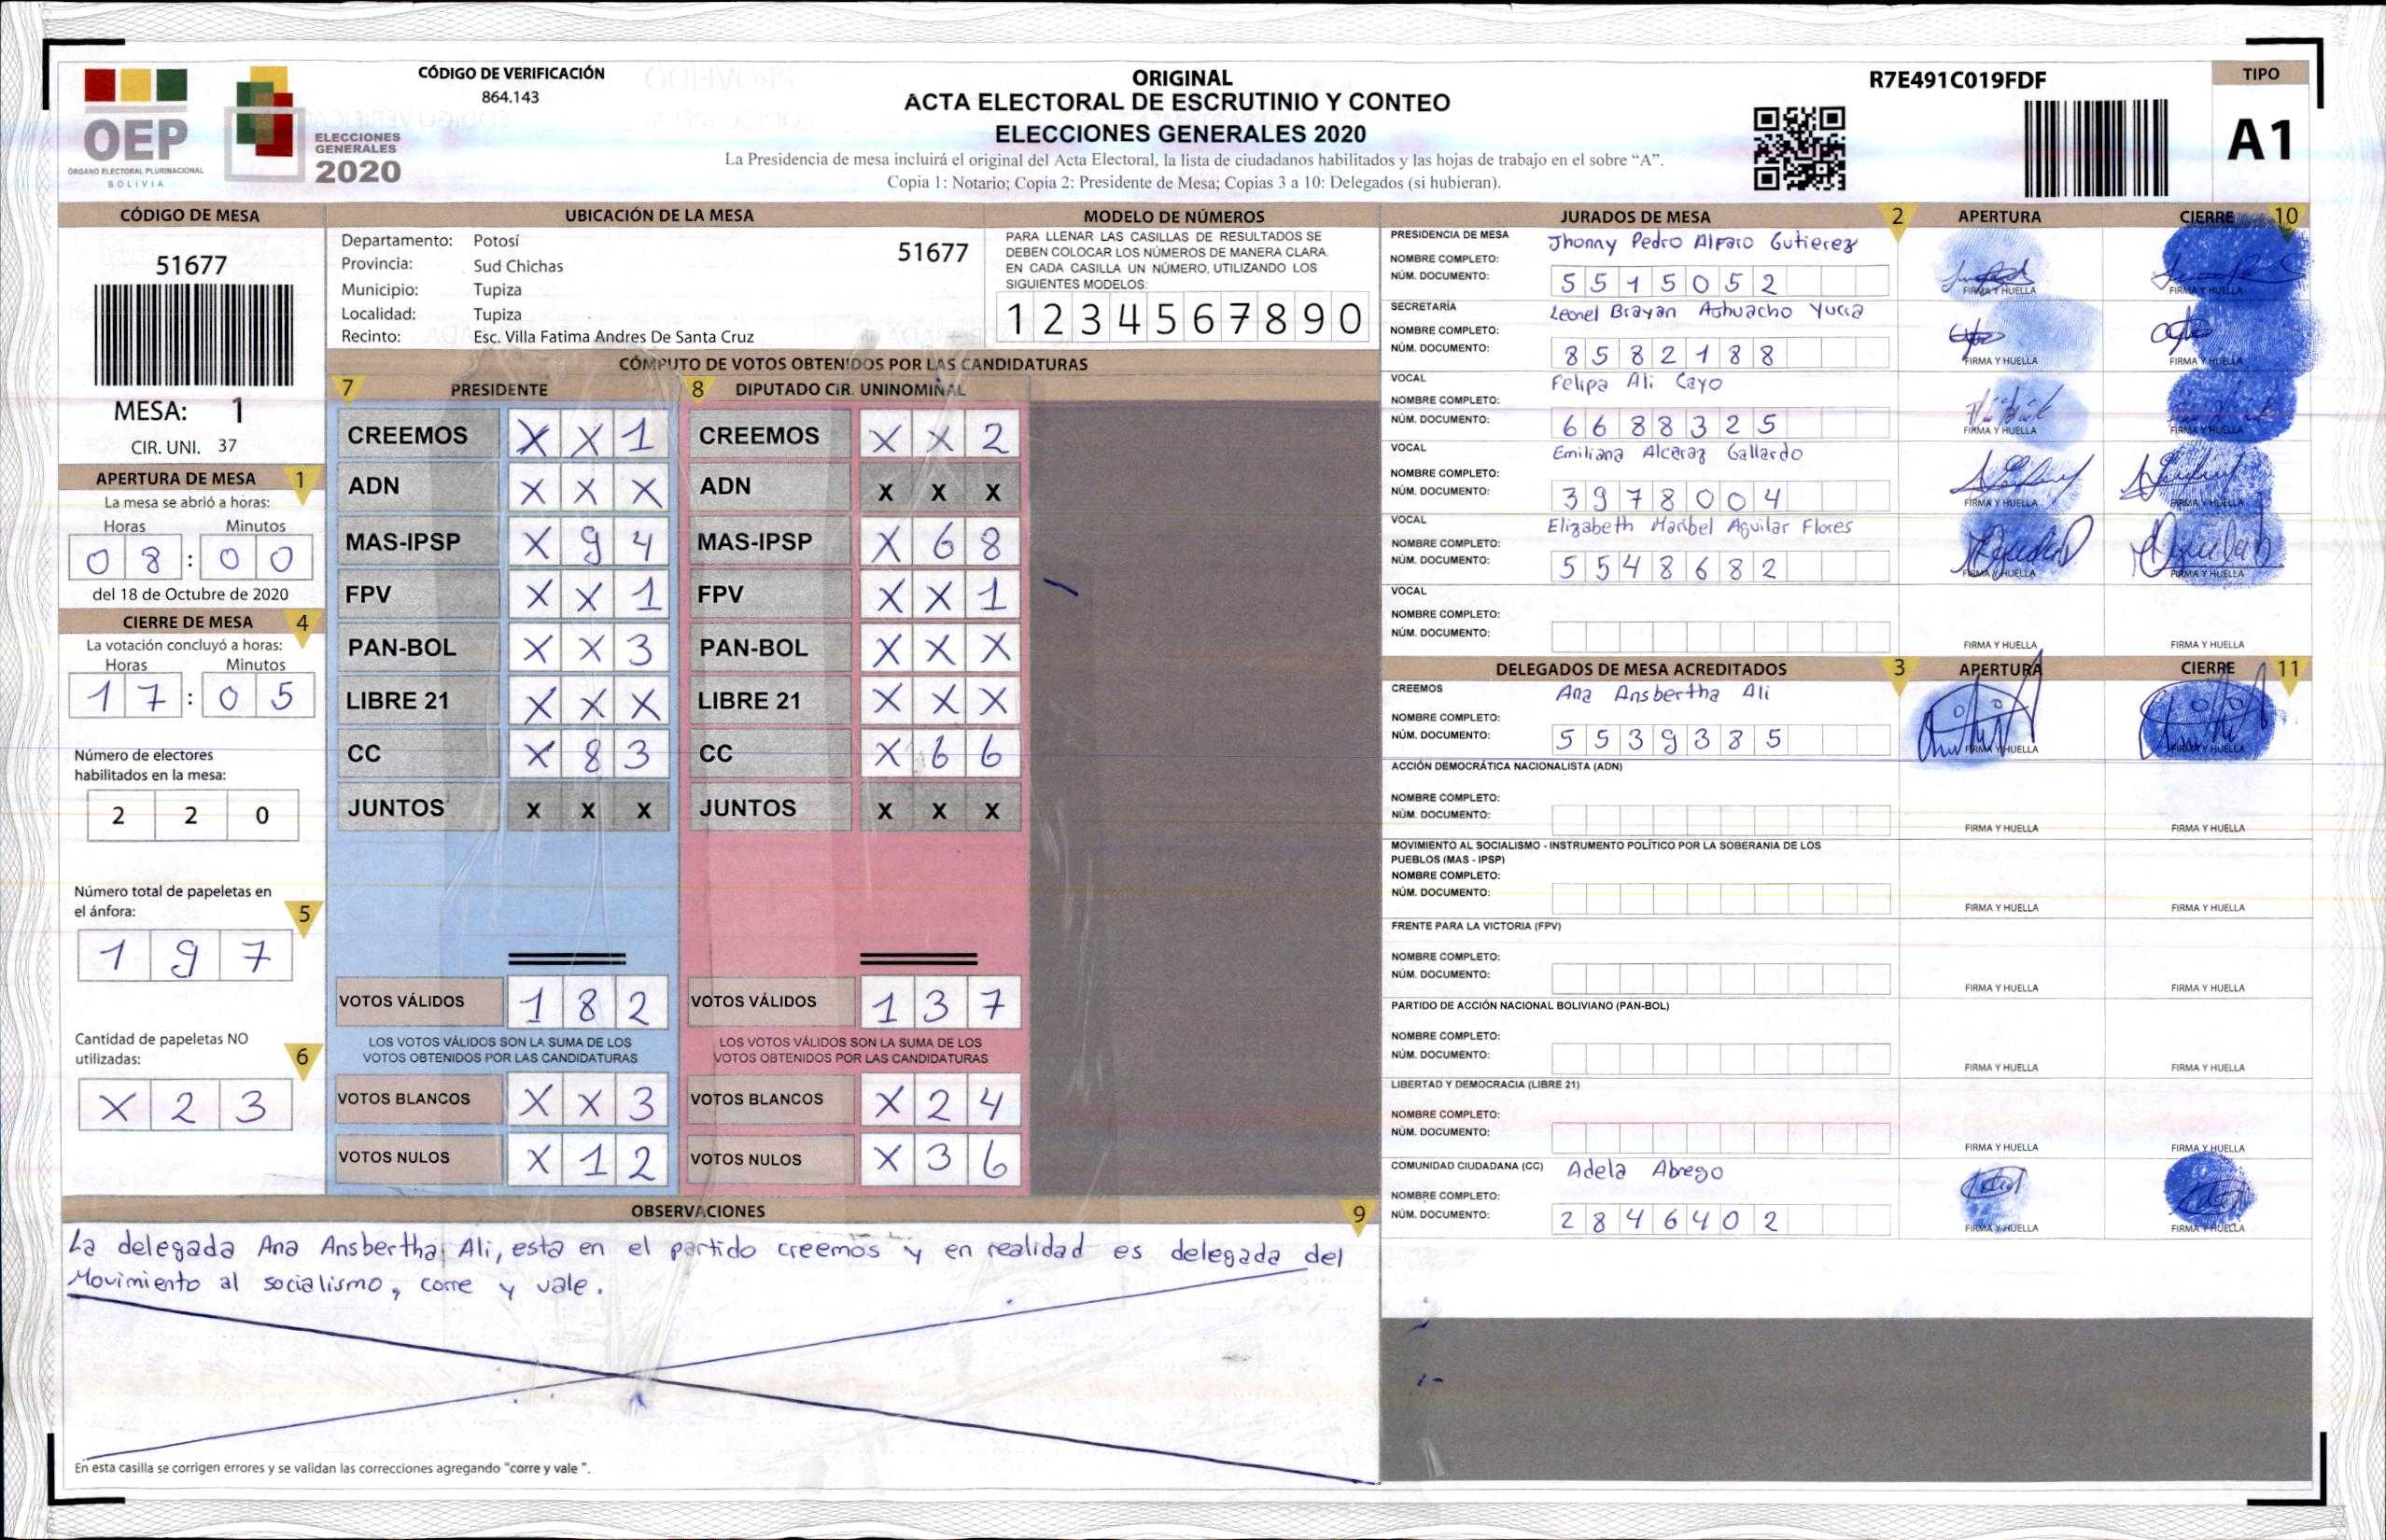 OEP
ÓRGANO ELECTORAL PLURINACIONAL
BOLIVIA
ELECCIONES
GENERALES
2020
CÓDIGO DE VERIFICACIÓN
864.143
ORIGINAL
ACTA ELECTORAL DE ESCRUTINIO Y CONTEO
ELECCIONES GENERALES 2020
La Presidencia de mesa incluirá el original del Acta Electoral, la lista de ciudadanos habilitados y las hojas de trabajo en el sobre “A”.
Copia 1: Notario; Copia 2: Presidente de Mesa; Copias 3 a 10: Delegados (si hubieran).
R7E491C019FDF
TIPO
A1
CÓDIGO DE MESA
51677
MESA: 1
CIR. UNI. 37
APERTURA DE MESA 1
La mesa se abrió a horas:
Horas Minutos
0 8 : 0 0
del 18 de Octubre de 2020
CIERRE DE MESA 4
La votación concluyó a horas:
Horas Minutos
1 7 : 0 5
Número de electores
habilitados en la mesa:
2 2 0
Número total de papeletas en
el ánfora: 5
1 9 7
Cantidad de papeletas NO
utilizadas: 6
X 2 3
UBICACIÓN DE LA MESA
Departamento: Potosí 51677
Provincia: Sud Chichas
Municipio: Tupiza
Localidad: Tupiza
Recinto: Esc. Villa Fatima Andres De Santa Cruz
MODELO DE NÚMEROS
PARA LLENAR LAS CASILLAS DE RESULTADOS SE
DEBEN COLOCAR LOS NÚMEROS DE MANERA CLARA.
EN CADA CASILLA UN NÚMERO, UTILIZANDO LOS
SIGUIENTES MODELOS:
1 2 3 4 5 6 7 8 9 0
CÓMPUTO DE VOTOS OBTENIDOS POR LAS CANDIDATURAS
7 PRESIDENTE 8 DIPUTADO CIR. UNINOMINAL
CREEMOS X X 1 CREEMOS X X 2
ADN X X X ADN X X X
MAS-IPSP X 9 4 MAS-IPSP X 6 8
FPV X X 1 FPV X X 1
PAN-BOL X X 3 PAN-BOL X X X
LIBRE 21 X X X LIBRE 21 X X X
CC X 8 3 CC X 6 6
JUNTOS X X X JUNTOS X X X
VOTOS VÁLIDOS 1 8 2 VOTOS VÁLIDOS 1 3 7
LOS VOTOS VÁLIDOS SON LA SUMA DE LOS LOS VOTOS VÁLIDOS SON LA SUMA DE LOS
VOTOS OBTENIDOS POR LAS CANDIDATURAS VOTOS OBTENIDOS POR LAS CANDIDATURAS
VOTOS BLANCOS X X 3 VOTOS BLANCOS X 2 4
VOTOS NULOS X 1 2 VOTOS NULOS X 3 6
OBSERVACIONES 9
La delegada Ana Ansbertha Ali, esta en el partido creemos y en realidad es delegada del
Movimiento al socialismo, corre y vale.
En esta casilla se corrigen errores y se validan las correcciones agregando “corre y vale ”.
JURADOS DE MESA 2 APERTURA CIERRE 10
PRESIDENCIA DE MESA Jhonny Pedro Alfaro Gutierez
NOMBRE COMPLETO:
NÚM. DOCUMENTO: 5 5 1 5 0 5 2 FIRMA Y HUELLA FIRMA Y HUELLA
SECRETARÍA Leonel Brayan Ashuacho Yucra
NOMBRE COMPLETO:
NÚM. DOCUMENTO: 8 5 8 2 1 8 8 FIRMA Y HUELLA FIRMA Y HUELLA
VOCAL Felipa Ali Cayo
NOMBRE COMPLETO:
NÚM. DOCUMENTO: 6 6 8 8 3 2 5 FIRMA Y HUELLA FIRMA Y HUELLA
VOCAL Emiliana Alcaraz Gallardo
NOMBRE COMPLETO:
NÚM. DOCUMENTO: 3 9 7 8 0 0 4 FIRMA Y HUELLA FIRMA Y HUELLA
VOCAL Elizabeth Maribel Aguilar Flores
NOMBRE COMPLETO:
NÚM. DOCUMENTO: 5 5 4 8 6 8 2 FIRMA Y HUELLA FIRMA Y HUELLA
VOCAL
NOMBRE COMPLETO:
NÚM. DOCUMENTO: FIRMA Y HUELLA FIRMA Y HUELLA
DELEGADOS DE MESA ACREDITADOS 3 APERTURA CIERRE 11
CREEMOS Ana Ansbertha Ali
NOMBRE COMPLETO:
NÚM. DOCUMENTO: 5 5 3 9 3 8 5 FIRMA Y HUELLA FIRMA Y HUELLA
ACCIÓN DEMOCRÁTICA NACIONALISTA (ADN)
NOMBRE COMPLETO:
NÚM. DOCUMENTO: FIRMA Y HUELLA FIRMA Y HUELLA
MOVIMIENTO AL SOCIALISMO - INSTRUMENTO POLÍTICO POR LA SOBERANIA DE LOS
PUEBLOS (MAS - IPSP)
NOMBRE COMPLETO:
NÚM. DOCUMENTO: FIRMA Y HUELLA FIRMA Y HUELLA
FRENTE PARA LA VICTORIA (FPV)
NOMBRE COMPLETO:
NÚM. DOCUMENTO: FIRMA Y HUELLA FIRMA Y HUELLA
PARTIDO DE ACCIÓN NACIONAL BOLIVIANO (PAN-BOL)
NOMBRE COMPLETO:
NÚM. DOCUMENTO: FIRMA Y HUELLA FIRMA Y HUELLA
LIBERTAD Y DEMOCRACIA (LIBRE 21)
NOMBRE COMPLETO:
NÚM. DOCUMENTO: FIRMA Y HUELLA FIRMA Y HUELLA
COMUNIDAD CIUDADANA (CC) Adela Abrego
NOMBRE COMPLETO:
NÚM. DOCUMENTO: 2 8 4 6 4 0 2 FIRMA Y HUELLA FIRMA Y HUELLA